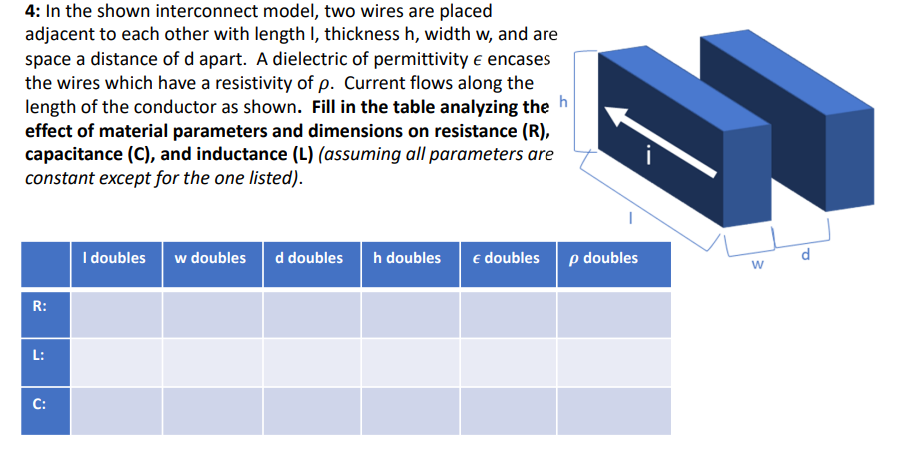 4: In the shown interconnect model, two wires are placed
adjacent to each other with length l, thickness h, width w, and are
space a distance of d apart. A dielectric of permittivity ϵ encases
the wires which have a resistivity of ρ. Current flows along the
length of the conductor as shown. Fill in the table analyzing the
effect of material parameters and dimensions on resistance (R),
capacitance (C), and inductance (L) (assuming all parameters are
constant except for the one listed).
h
i
l
w
d
l doubles w doubles d doubles h doubles ϵ doubles ρ doubles
R:
L:
C: